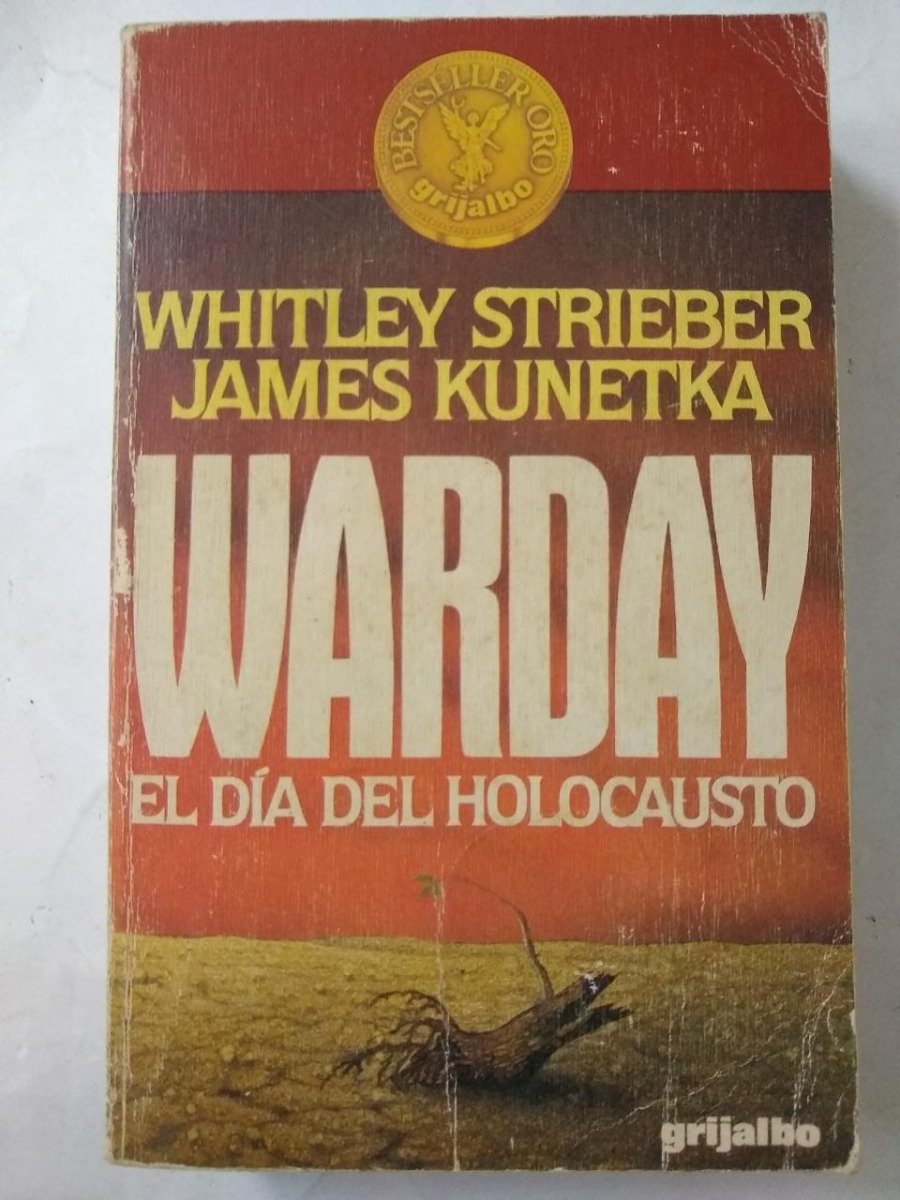 BESTSELLER ORO
grijalbo
WHITLEY STRIEBER
JAMES KUNETKA
WARDAY
EL DÍA DEL HOLOCAUSTO
grijalbo